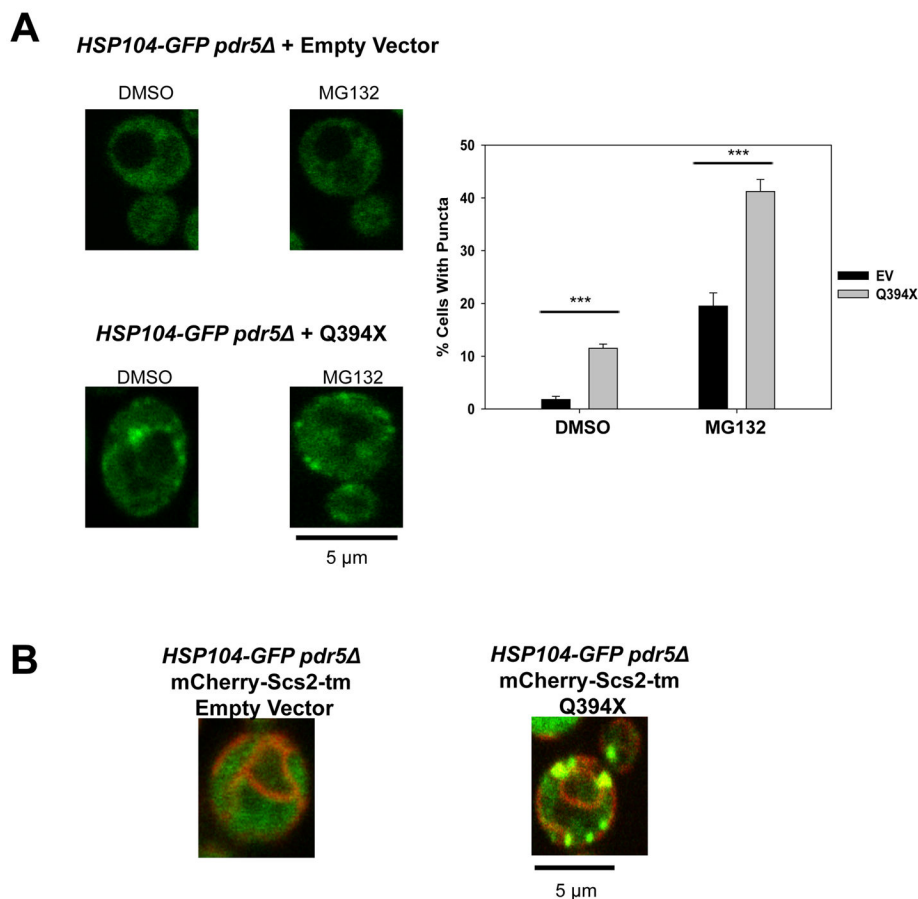 A
HSP104-GFP pdr5Δ + Empty Vector
DMSO
MG132
HSP104-GFP pdr5Δ + Q394X
DMSO
MG132
5 µm
% Cells With Puncta
50
40
30
20
10
0
***
***
DMSO
MG132
EV
Q394X
B
HSP104-GFP pdr5Δ
mCherry-Scs2-tm
Empty Vector
HSP104-GFP pdr5Δ
mCherry-Scs2-tm
Q394X
5 µm